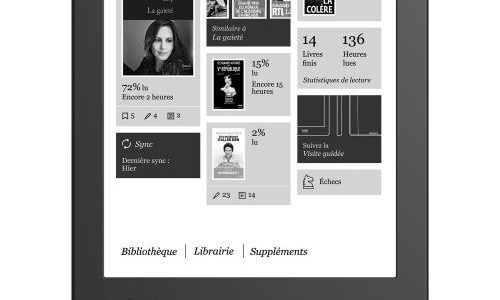 La gaieté
72% lu
Encore 2 heures
5 4 2
Sync
Dernière sync :
Hier
GRAND
RTL
Similaire à
La gaieté
15%
lu
Encore 15
heures
2%
lu
23 14
LA
COLÈRE
14 136
Livres Heures
finis lues
Statistiques de lecture
Suivez la
Visite guidée
Échecs
Bibliothèque Librairie Suppléments